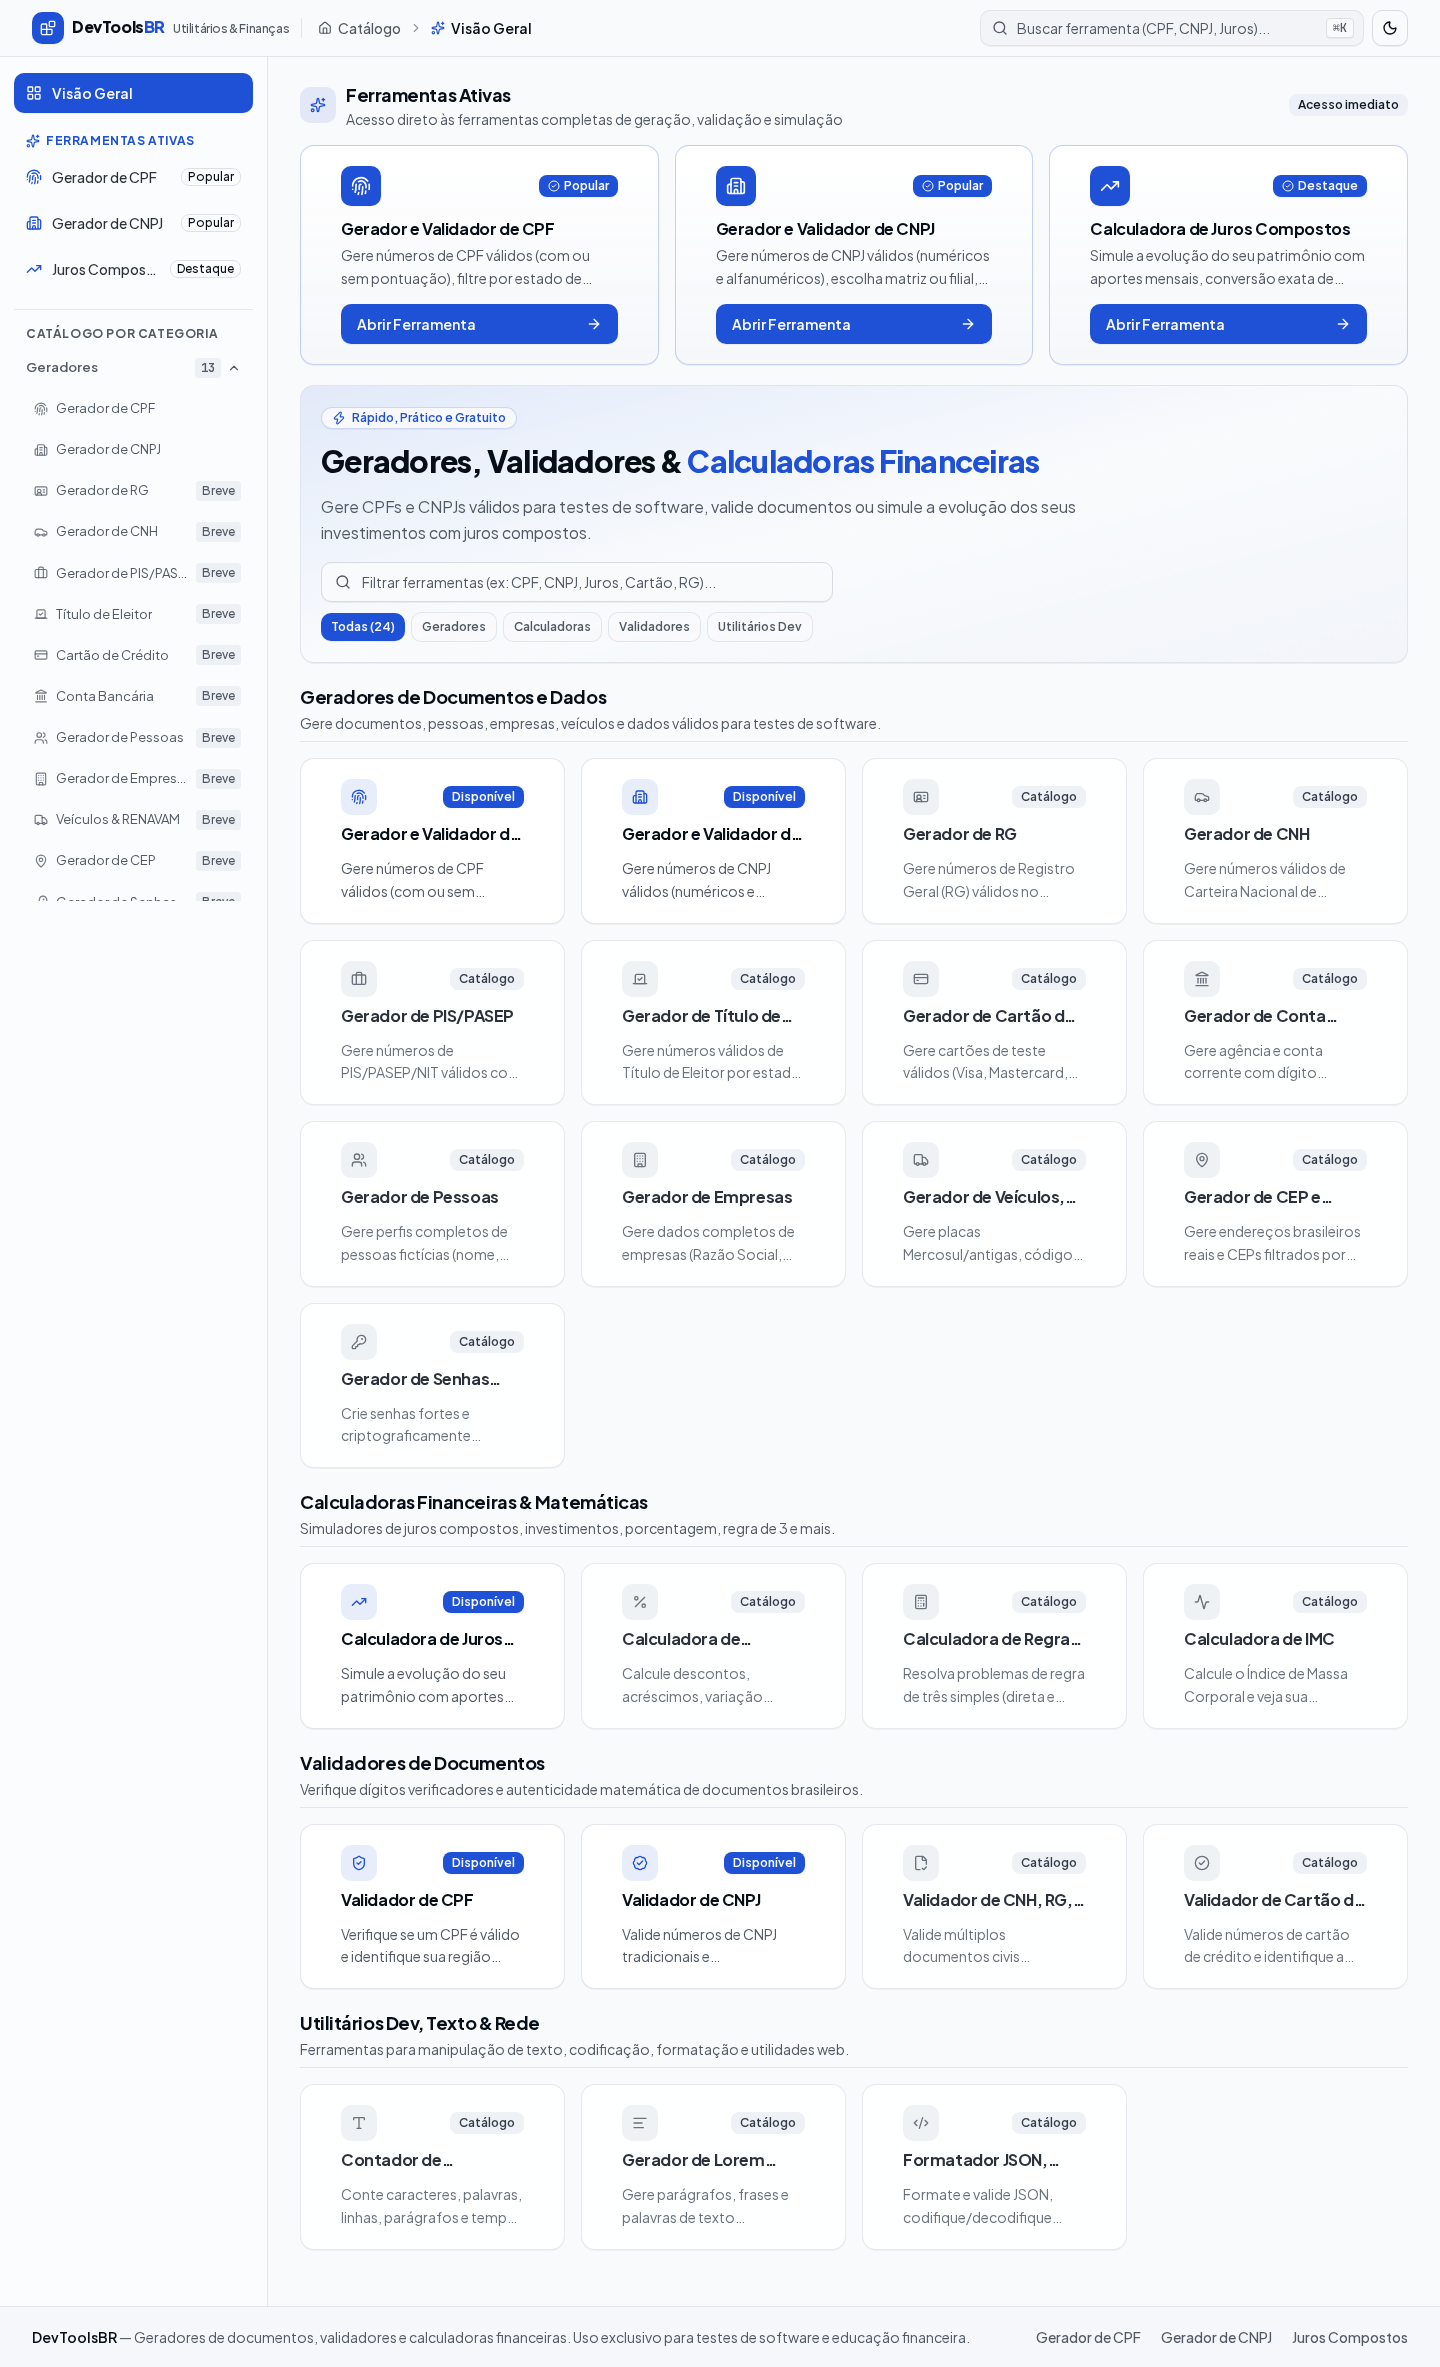 DevToolsBR Utilitários & Finanças Catálogo Visão Geral Buscar ferramenta (CPF, CNPJ, Juros)... ⌘K
Visão Geral
FERRAMENTAS ATIVAS
Gerador de CPF Popular
Gerador de CNPJ Popular
Juros Compos... Destaque
CATÁLOGO POR CATEGORIA
Geradores 13
Gerador de CPF
Gerador de CNPJ
Gerador de RG Breve
Gerador de CNH Breve
Gerador de PIS/PAS... Breve
Título de Eleitor Breve
Cartão de Crédito Breve
Conta Bancária Breve
Gerador de Pessoas Breve
Gerador de Empres... Breve
Veículos & RENAVAM Breve
Gerador de CEP Breve
Gerador de Senhas Breve
Ferramentas Ativas
Acesso direto às ferramentas completas de geração, validação e simulação
Acesso imediato
Popular
Gerador e Validador de CPF
Gere números de CPF válidos (com ou
sem pontuação), filtre por estado de...
Abrir Ferramenta
Popular
Gerador e Validador de CNPJ
Gere números de CNPJ válidos (numéricos
e alfanuméricos), escolha matriz ou filial,...
Abrir Ferramenta
Destaque
Calculadora de Juros Compostos
Simule a evolução do seu patrimônio com
aportes mensais, conversão exata de...
Abrir Ferramenta
Rápido, Prático e Gratuito
Geradores, Validadores & Calculadoras Financeiras
Gere CPFs e CNPJs válidos para testes de software, valide documentos ou simule a evolução dos seus
investimentos com juros compostos.
Filtrar ferramentas (ex: CPF, CNPJ, Juros, Cartão, RG)...
Todas (24) Geradores Calculadoras Validadores Utilitários Dev
Geradores de Documentos e Dados
Gere documentos, pessoas, empresas, veículos e dados válidos para testes de software.
Disponível
Gerador e Validador d...
Gere números de CPF
válidos (com ou sem...
Disponível
Gerador e Validador d...
Gere números de CNPJ
válidos (numéricos e...
Catálogo
Gerador de RG
Gere números de Registro
Geral (RG) válidos no...
Catálogo
Gerador de CNH
Gere números válidos de
Carteira Nacional de...
Catálogo
Gerador de PIS/PASEP
Gere números de
PIS/PASEP/NIT válidos co...
Catálogo
Gerador de Título de...
Gere números válidos de
Título de Eleitor por estad...
Catálogo
Gerador de Cartão d...
Gere cartões de teste
válidos (Visa, Mastercard,...
Catálogo
Gerador de Conta...
Gere agência e conta
corrente com dígito...
Catálogo
Gerador de Pessoas
Gere perfis completos de
pessoas fictícias (nome,...
Catálogo
Gerador de Empresas
Gere dados completos de
empresas (Razão Social,...
Catálogo
Gerador de Veículos,...
Gere placas
Mercosul/antigas, código...
Catálogo
Gerador de CEP e...
Gere endereços brasileiros
reais e CEPs filtrados por...
Catálogo
Gerador de Senhas...
Crie senhas fortes e
criptograficamente...
Calculadoras Financeiras & Matemáticas
Simuladores de juros compostos, investimentos, porcentagem, regra de 3 e mais.
Disponível
Calculadora de Juros...
Simule a evolução do seu
patrimônio com aportes...
Catálogo
Calculadora de...
Calcule descontos,
acréscimos, variação...
Catálogo
Calculadora de Regra...
Resolva problemas de regra
de três simples (direta e...
Catálogo
Calculadora de IMC
Calcule o Índice de Massa
Corporal e veja sua...
Validadores de Documentos
Verifique dígitos verificadores e autenticidade matemática de documentos brasileiros.
Disponível
Validador de CPF
Verifique se um CPF é válido
e identifique sua região...
Disponível
Validador de CNPJ
Valide números de CNPJ
tradicionais e...
Catálogo
Validador de CNH, RG,...
Valide múltiplos
documentos civis...
Catálogo
Validador de Cartão d...
Valide números de cartão
de crédito e identifique a...
Utilitários Dev, Texto & Rede
Ferramentas para manipulação de texto, codificação, formatação e utilidades web.
Catálogo
Contador de...
Conte caracteres, palavras,
linhas, parágrafos e temp...
Catálogo
Gerador de Lorem...
Gere parágrafos, frases e
palavras de texto...
Catálogo
Formatador JSON,...
Formate e valide JSON,
codifique/decodifique...
DevToolsBR — Geradores de documentos, validadores e calculadoras financeiras. Uso exclusivo para testes de software e educação financeira. Gerador de CPF Gerador de CNPJ Juros Compostos